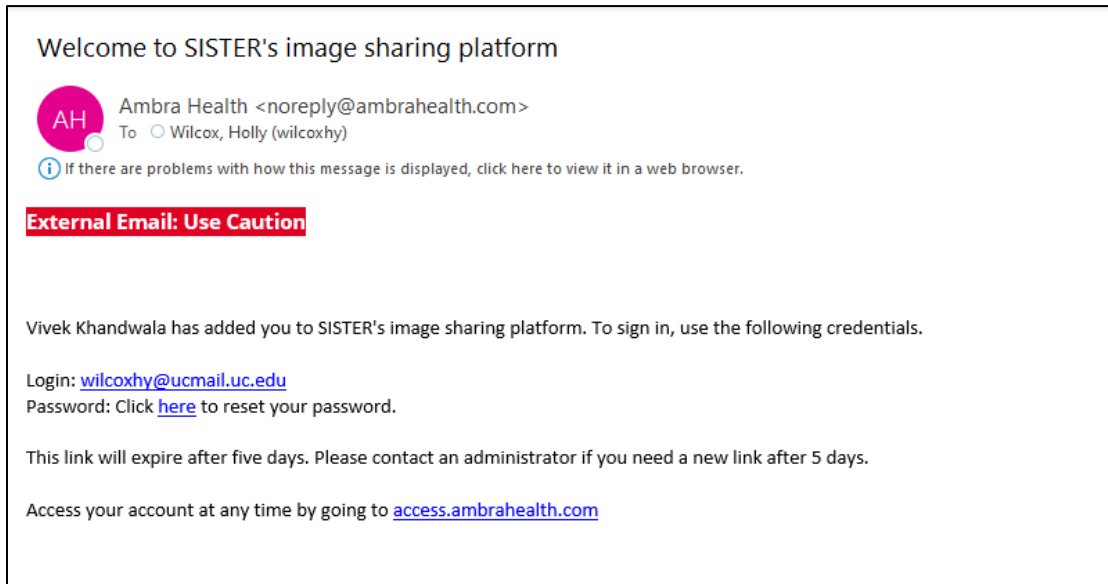 Welcome to SISTER's image sharing platform
AH
Ambra Health <noreply@ambrahealth.com>
To Wilcox, Holly (wilcoxhy)
If there are problems with how this message is displayed, click here to view it in a web browser.
External Email: Use Caution
Vivek Khandwala has added you to SISTER's image sharing platform. To sign in, use the following credentials.
Login: wilcoxhy@ucmail.uc.edu
Password: Click here to reset your password.
This link will expire after five days. Please contact an administrator if you need a new link after 5 days.
Access your account at any time by going to access.ambrahealth.com